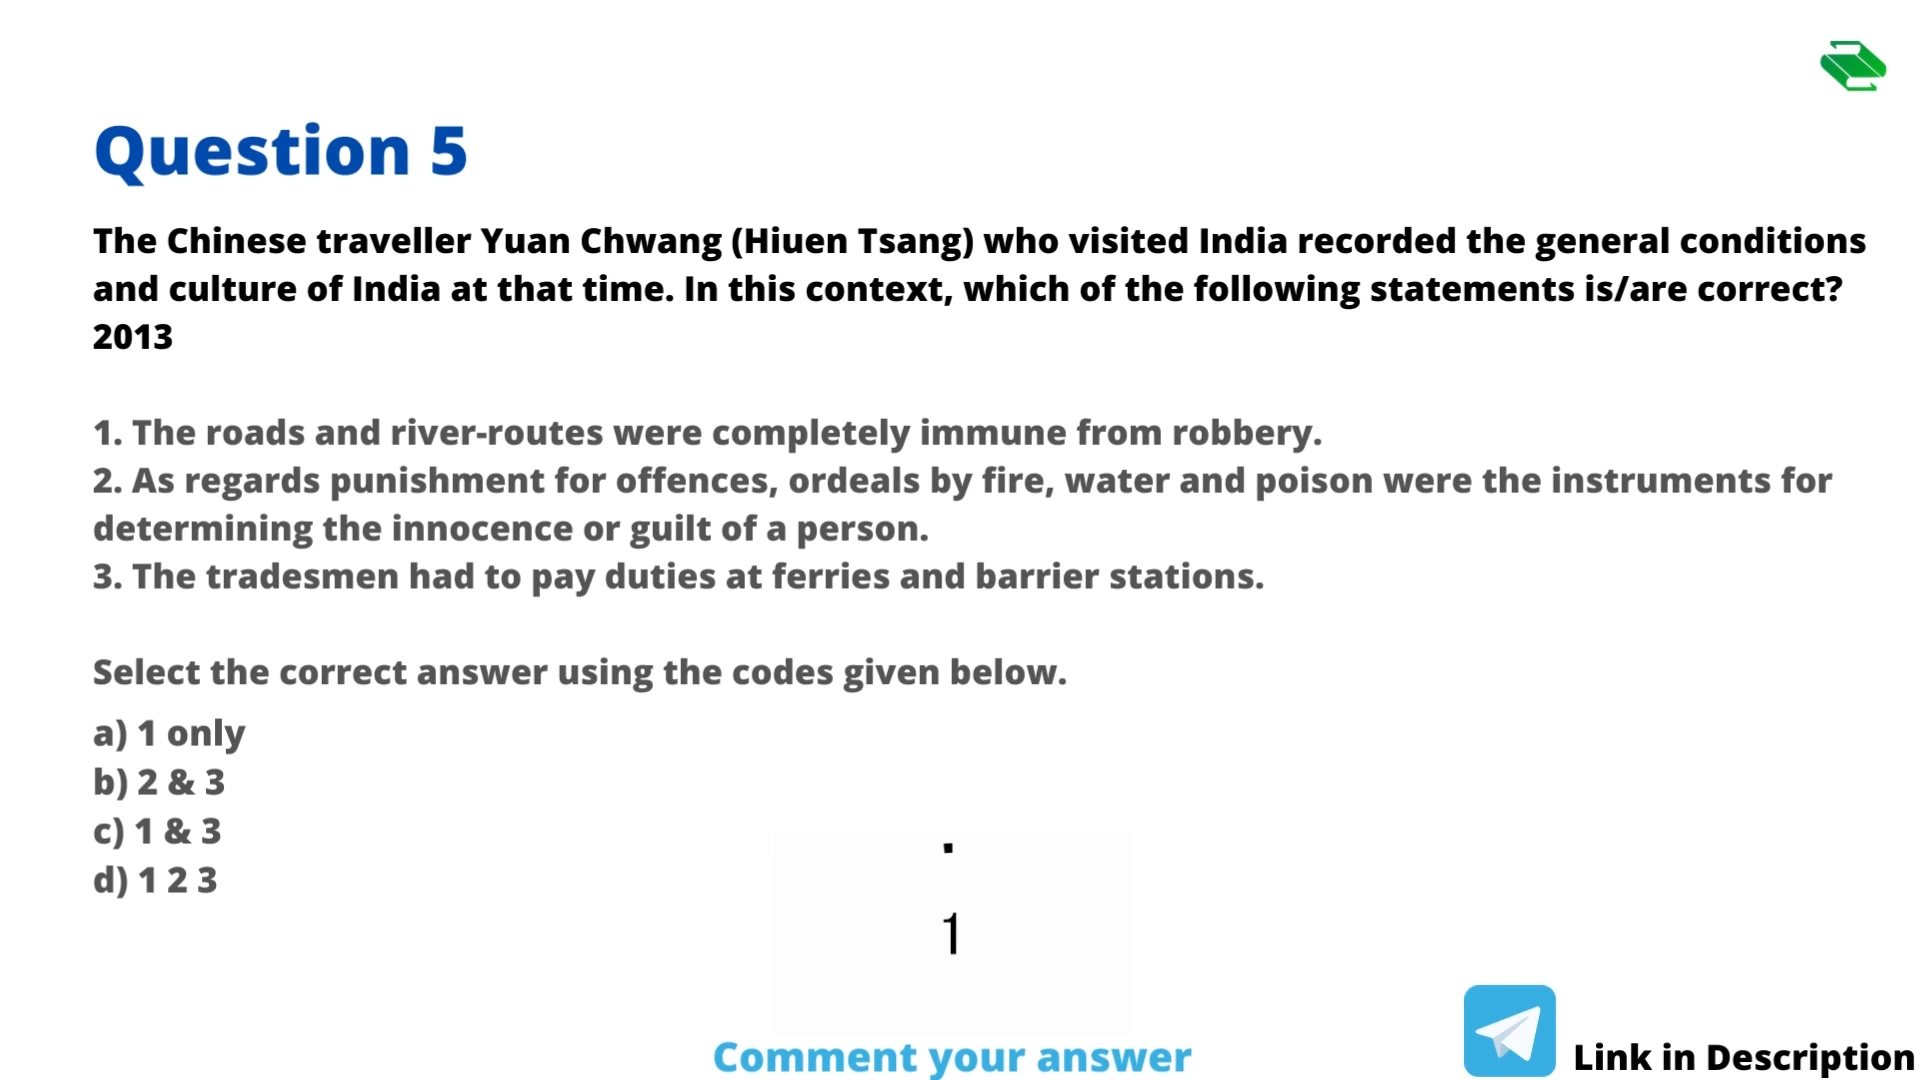 Question 5
The Chinese traveller Yuan Chwang (Hiuen Tsang) who visited India recorded the general conditions
and culture of India at that time. In this context, which of the following statements is/are correct?
2013
1. The roads and river-routes were completely immune from robbery.
2. As regards punishment for offences, ordeals by fire, water and poison were the instruments for
determining the innocence or guilt of a person.
3. The tradesmen had to pay duties at ferries and barrier stations.
Select the correct answer using the codes given below.
a) 1 only
b) 2 & 3
c) 1 & 3
d) 1 2 3
1
Comment your answer
Link in Description